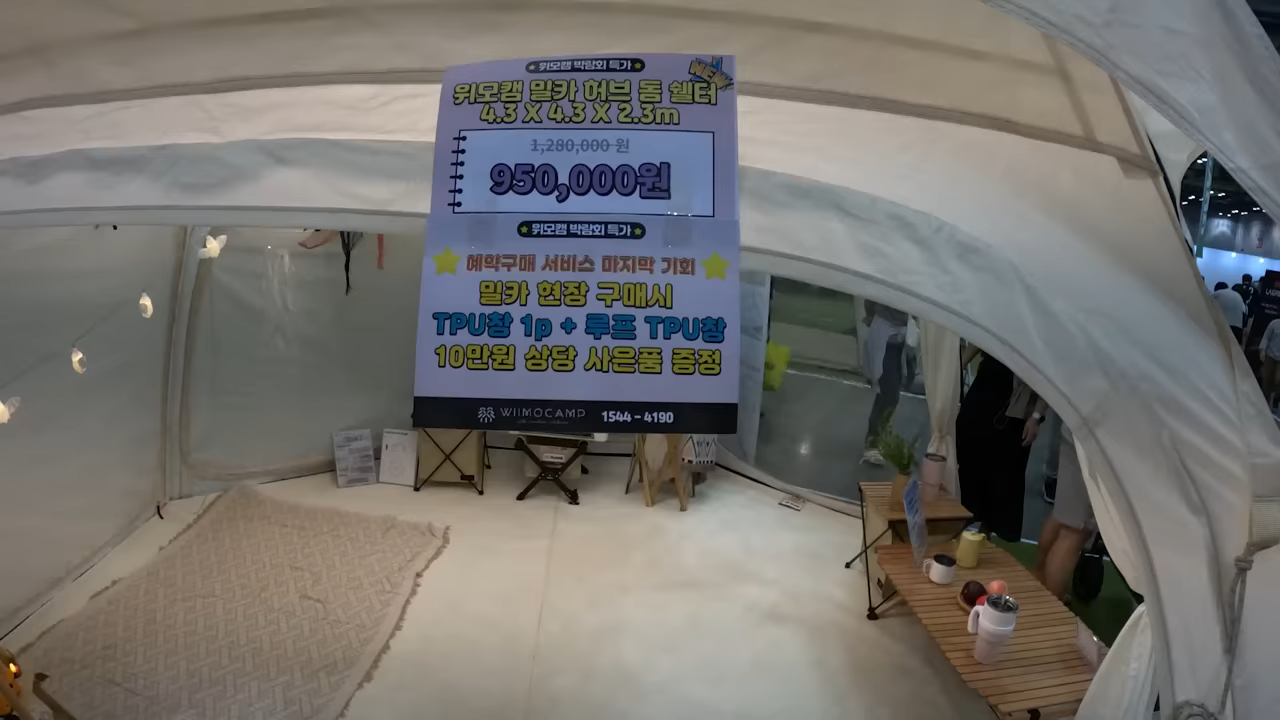 ★ 위모캠 박람회 특가 ★
NEW
위모캠 밀카 허브 돔 쉘터
4.3 X 4.3 X 2.3m
1,280,000 원
950,000원
★ 위모캠 박람회 특가 ★
예약구매 서비스 마지막 기회
밀카 현장 구매시
TPU창 1p + 루프 TPU창
10만원 상당 사은품 증정
WIIMOCAMP 1544 - 4190